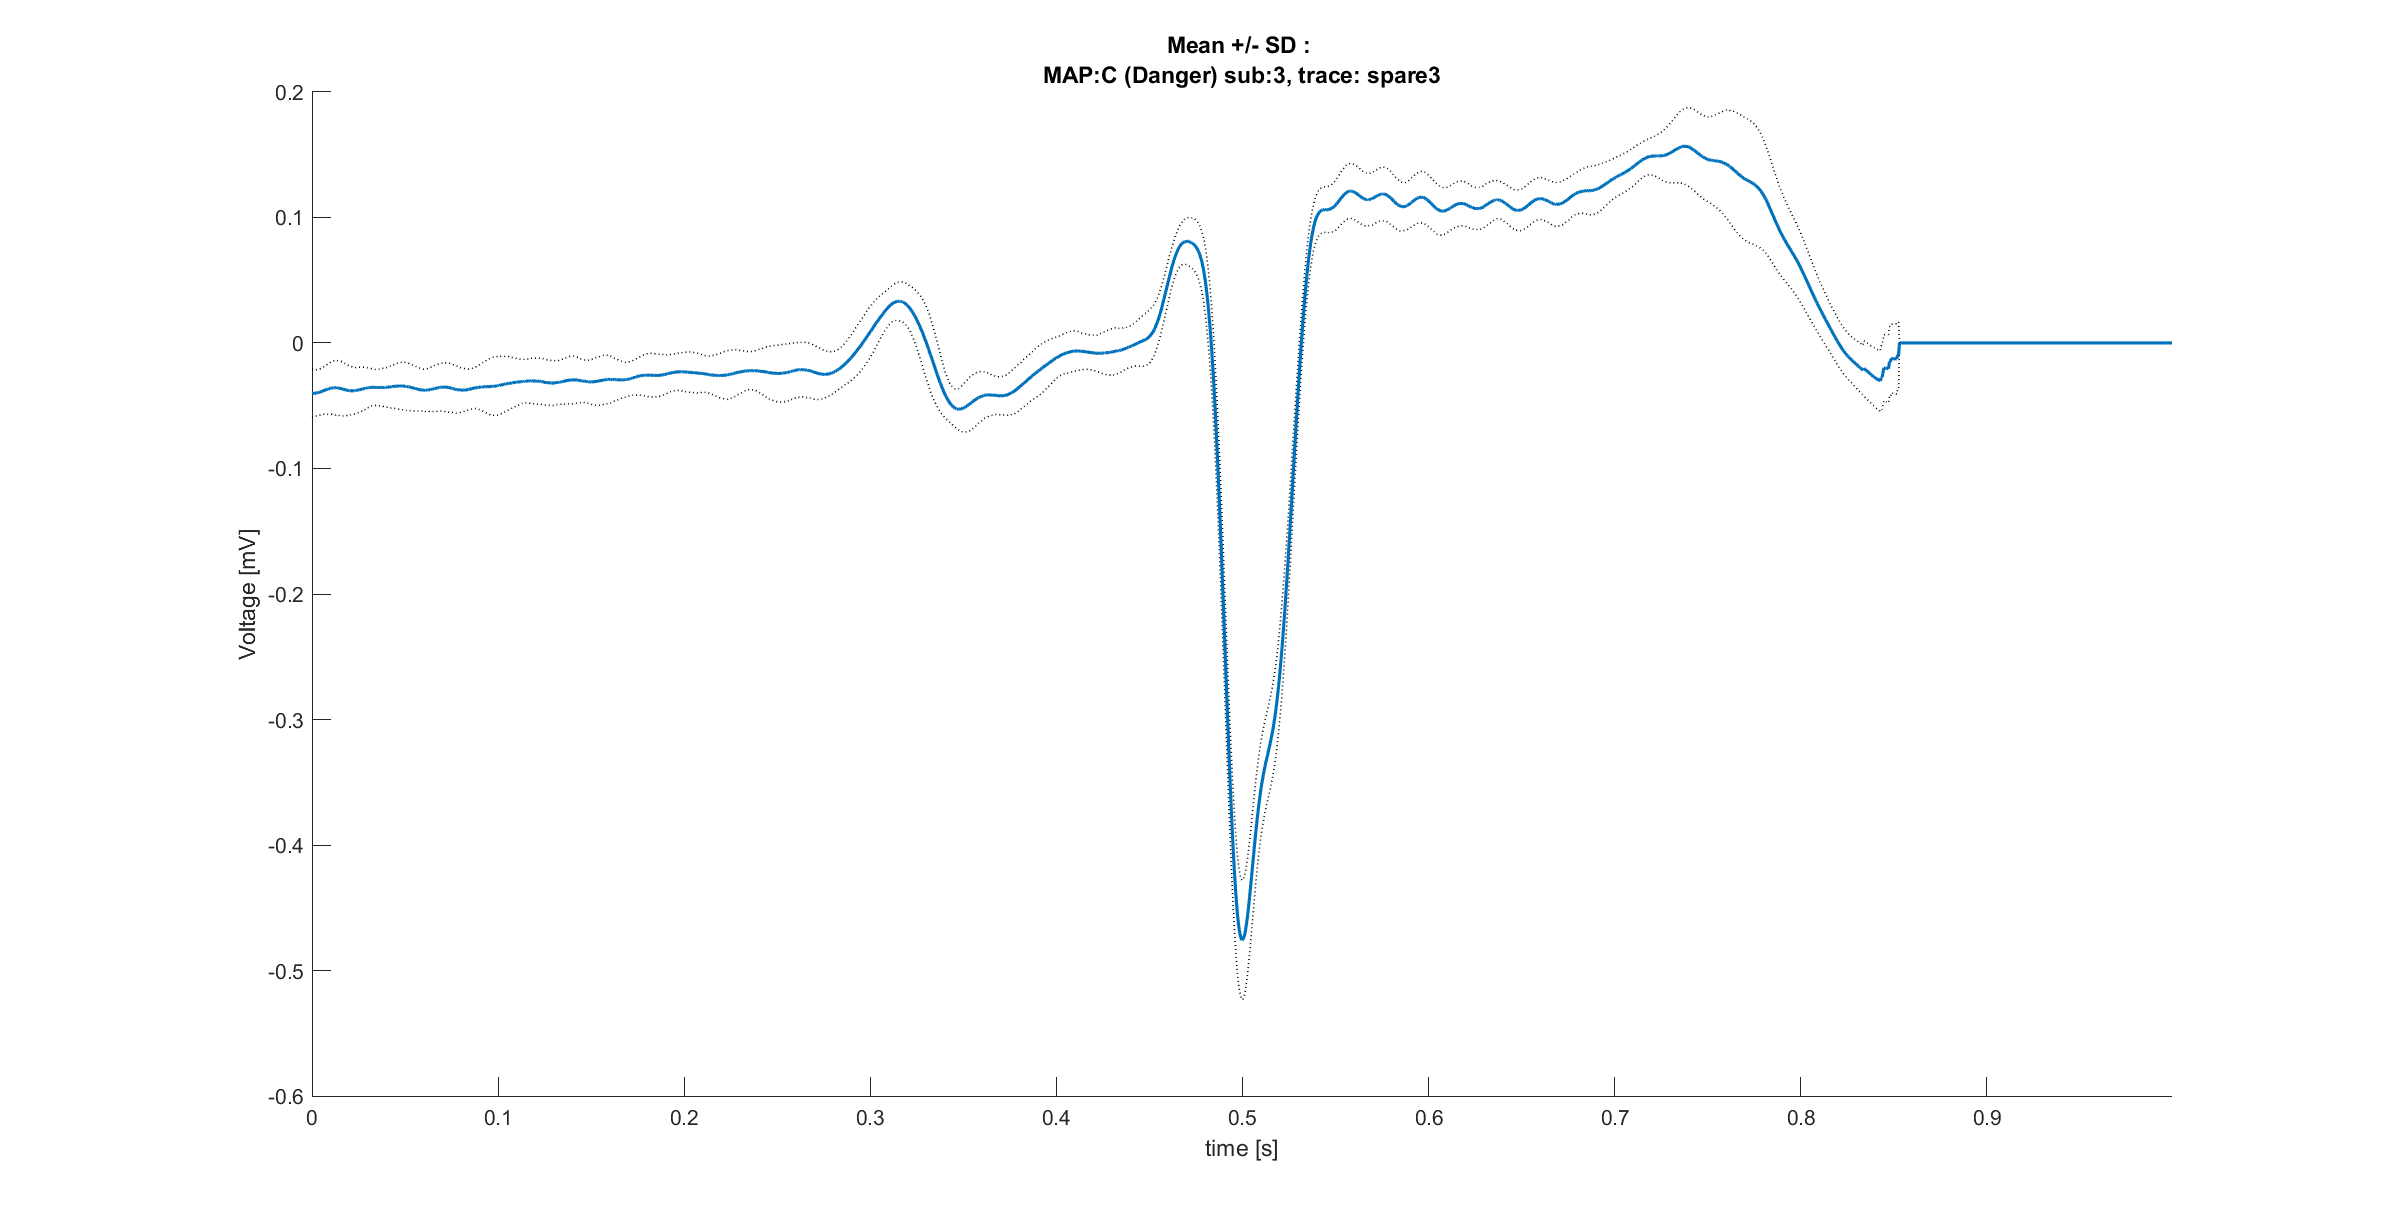 Mean +/- SD :
MAP:C (Danger) sub:3, trace: spare3
0.2
0.1
0
-0.1
-0.2
-0.3
-0.4
-0.5
-0.6
Voltage [mV]
0 0.1 0.2 0.3 0.4 0.5 0.6 0.7 0.8 0.9
time [s]